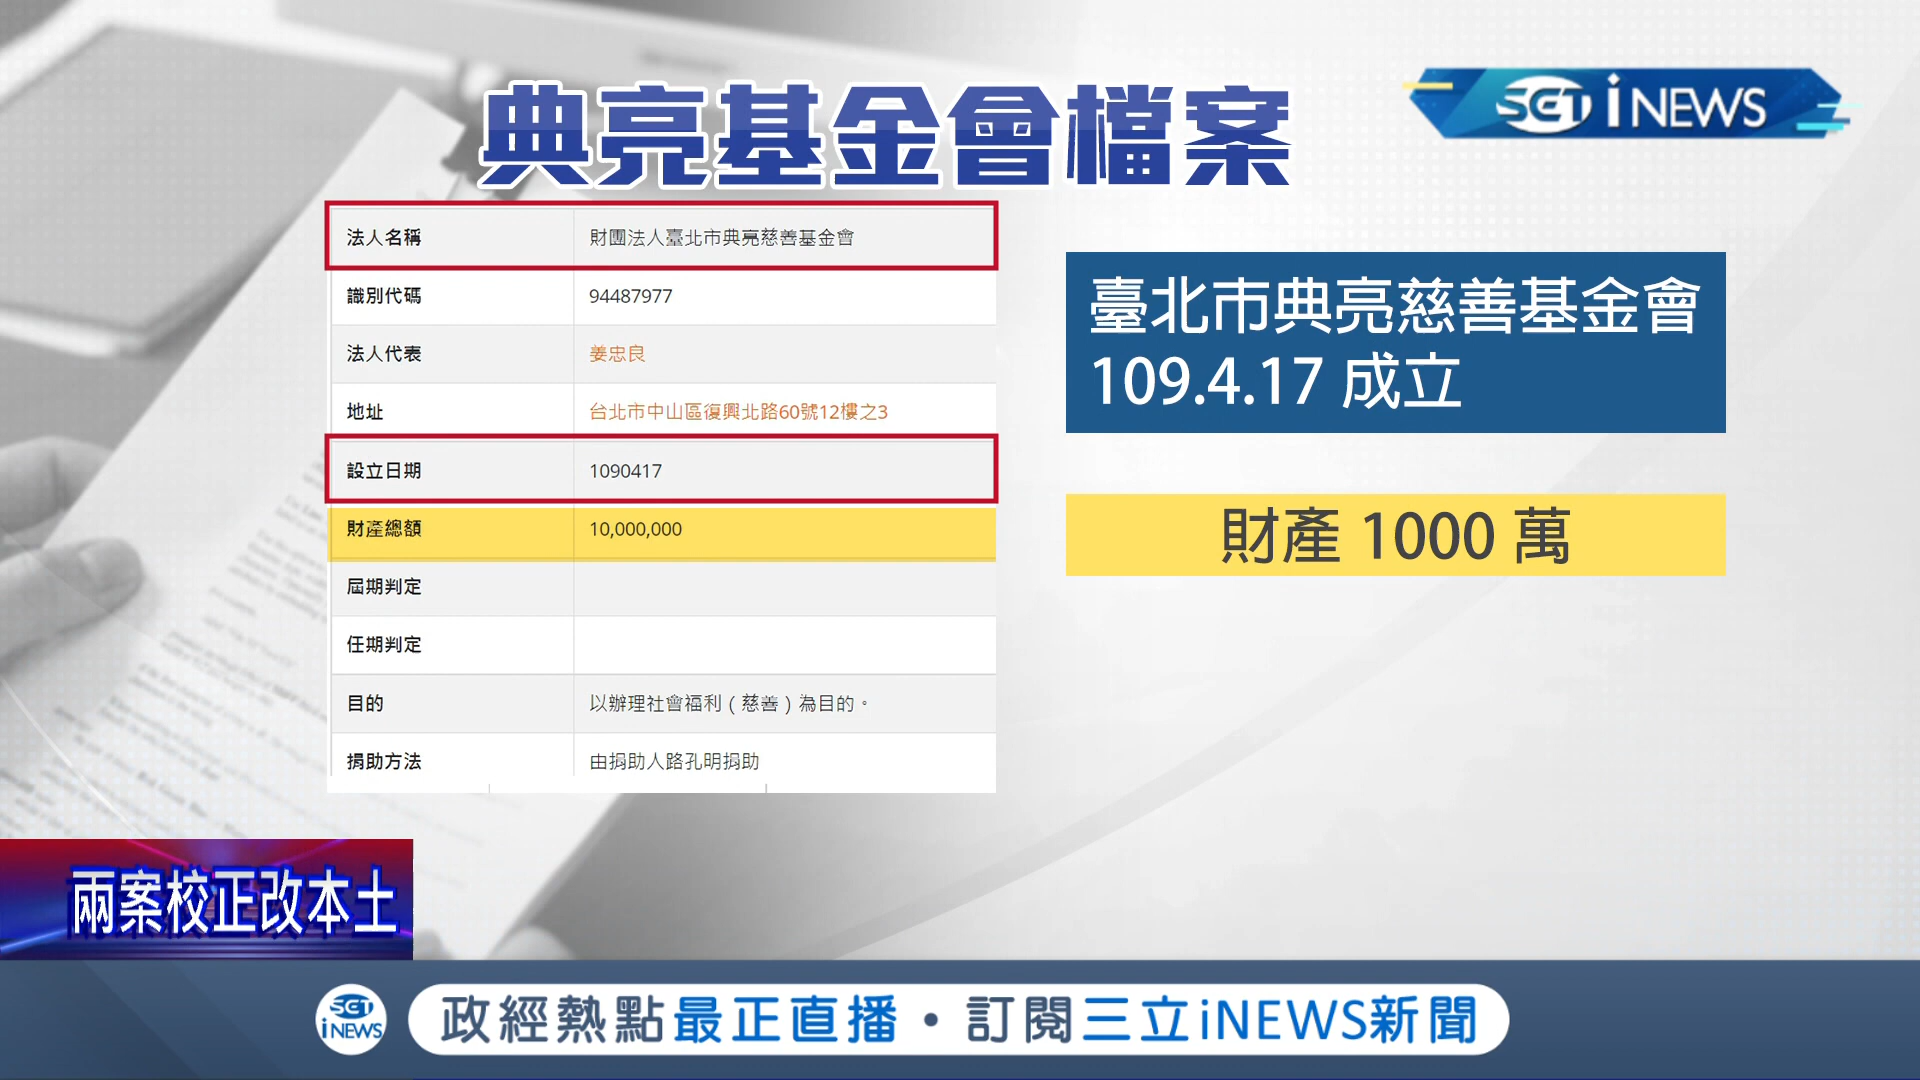 典亮基金會檔案
SET iNEWS
法人名稱 財團法人臺北市典亮慈善基金會
識別代碼 94487977
法人代表 姜忠良
地址 台北市中山區復興北路60號12樓之3
設立日期 1090417
財產總額 10,000,000
屆期判定
任期判定
目的 以辦理社會福利(慈善)為目的。
捐助方法 由捐助人路孔明捐助
臺北市典亮慈善基金會
109.4.17 成立
財產 1000 萬
兩案校正改本土
SET iNEWS
政經熱點最正直播・訂閱三立iNEWS新聞